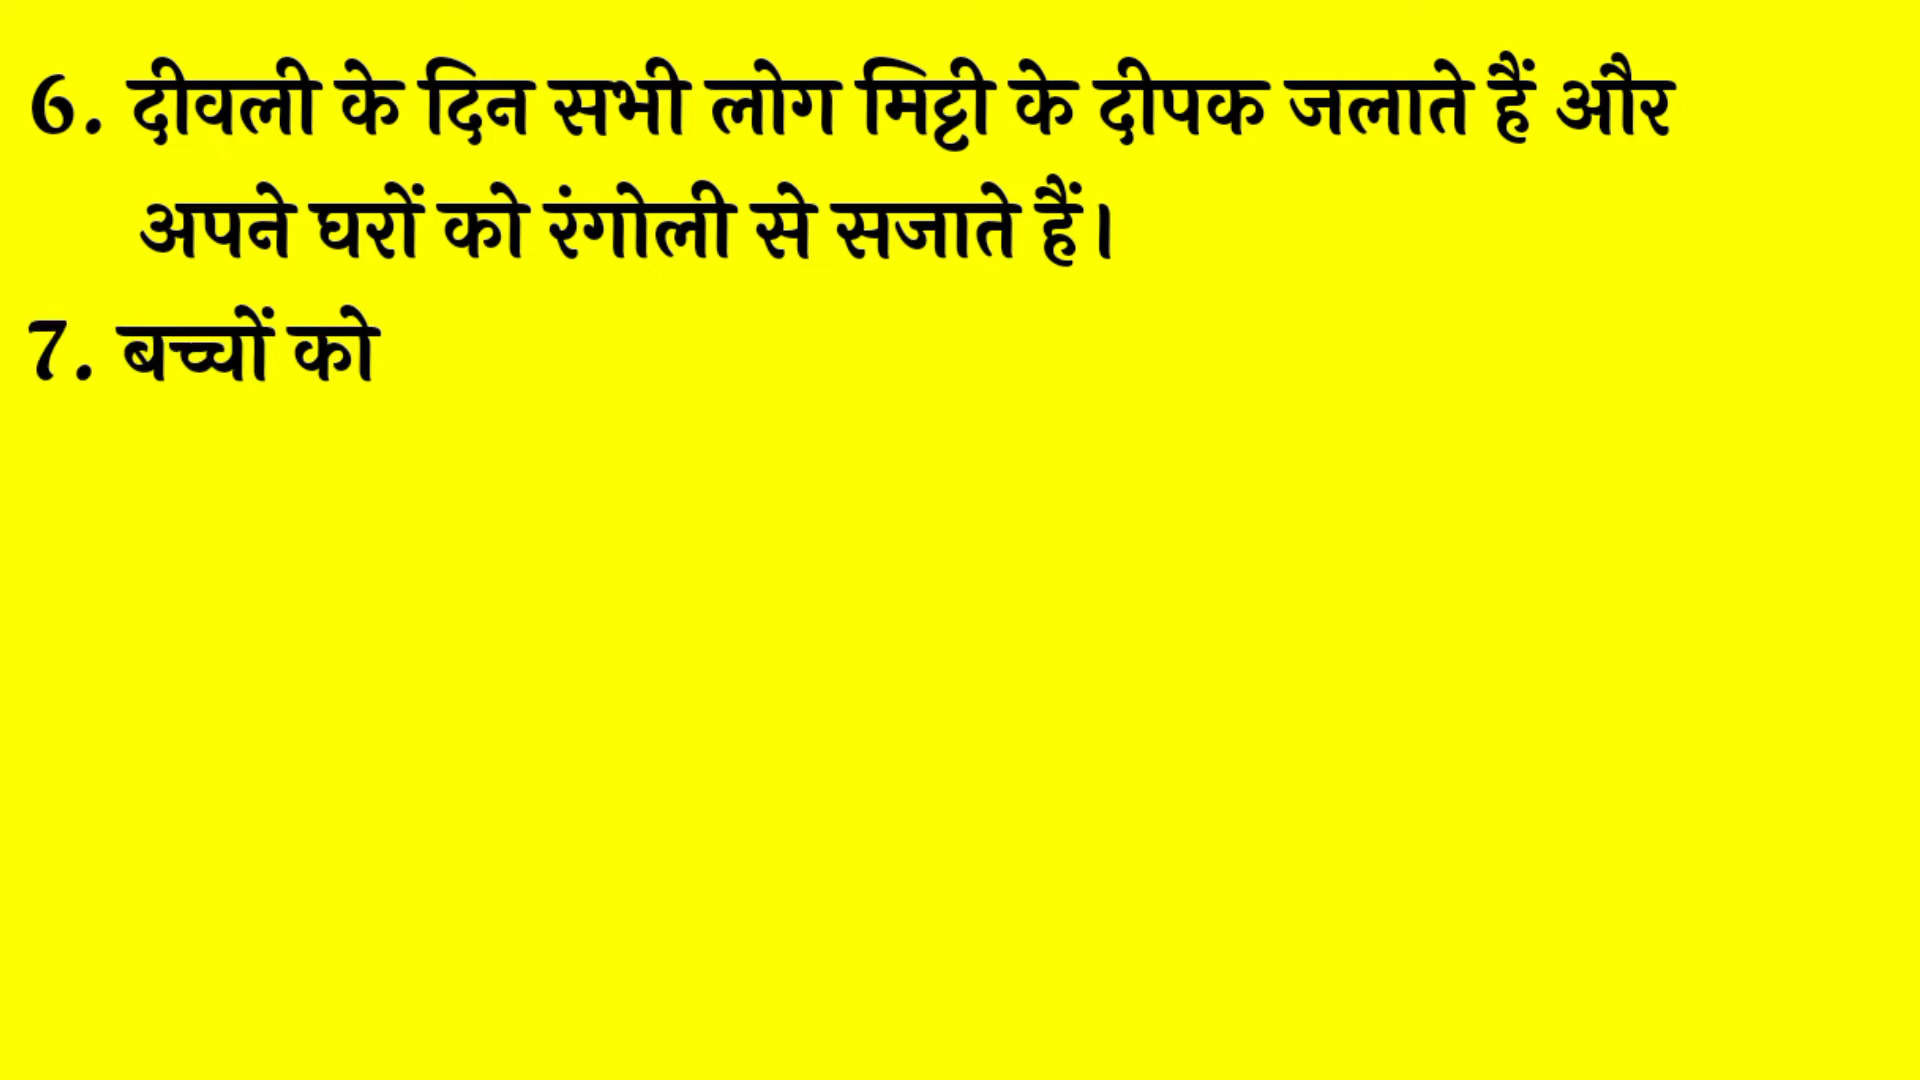 6. दीवली के दिन सभी लोग मिट्टी के दीपक जलाते हैं और
अपने घरों को रंगोली से सजाते हैं।
7. बच्चों को